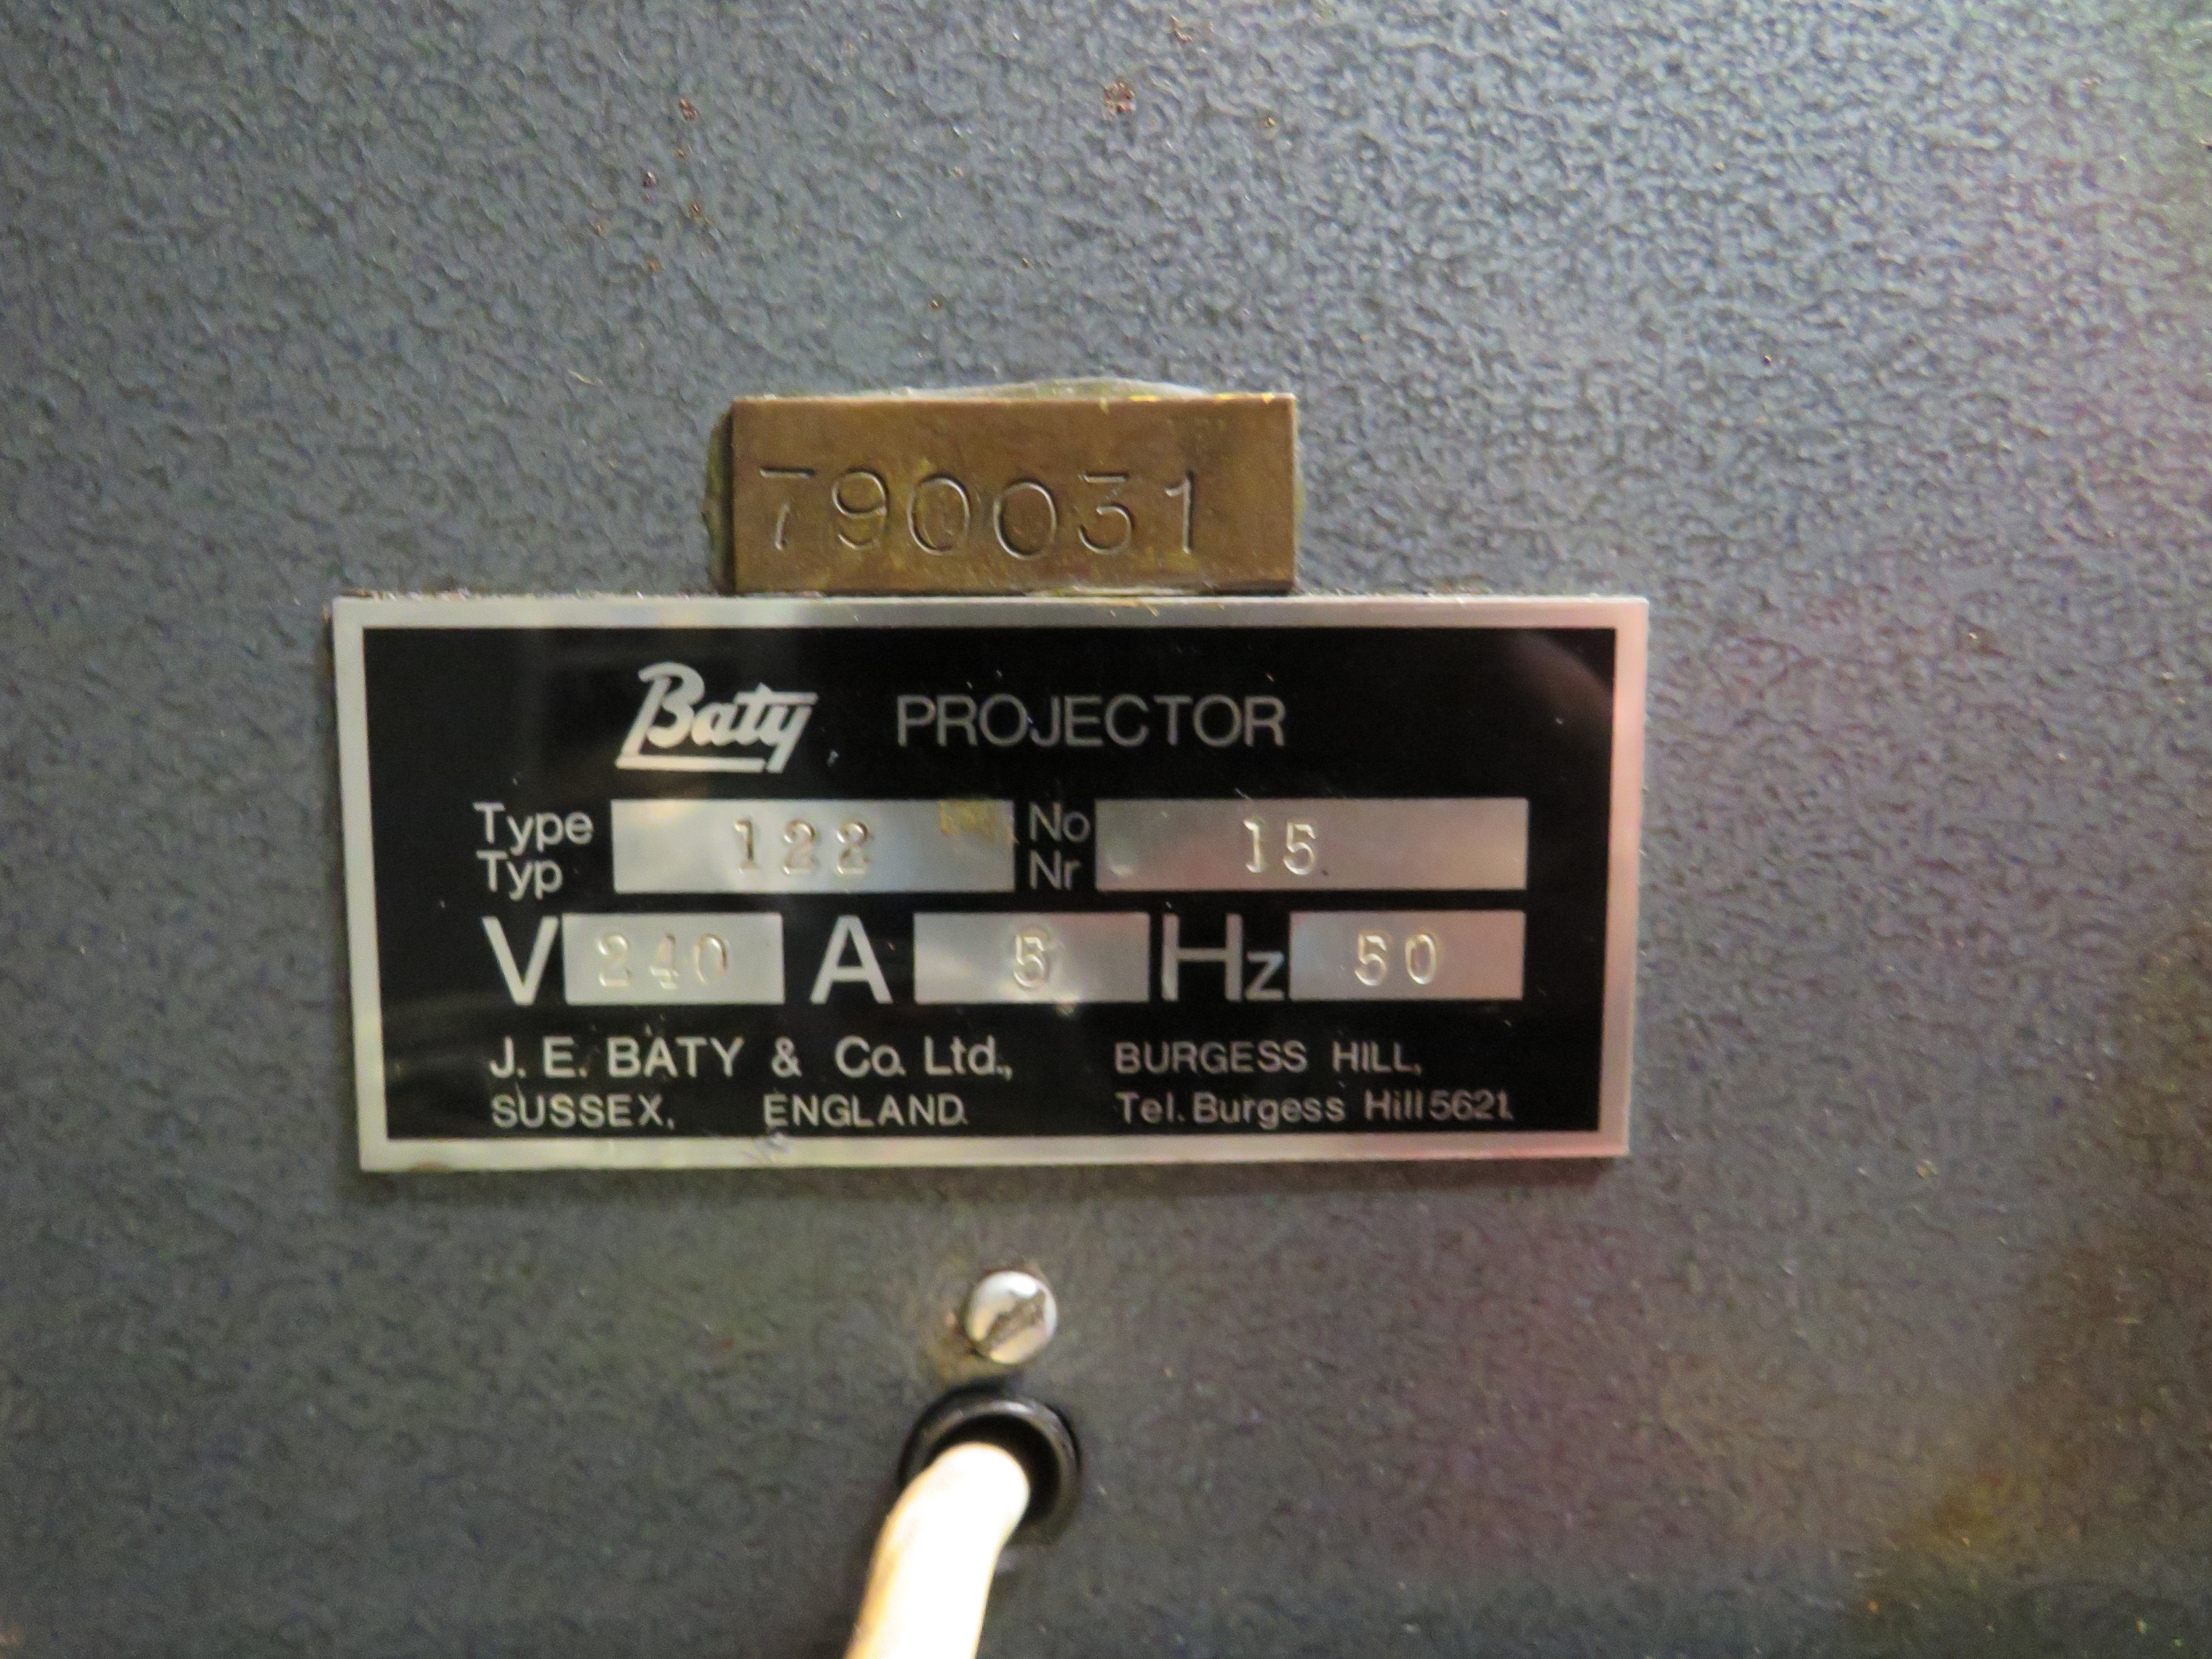 790031
Baty PROJECTOR
Type 122 No 15
Typ Nr
V 240 A 5 Hz 50
J. E. BATY & Co. Ltd., BURGESS HILL,
SUSSEX, ENGLAND. Tel. Burgess Hill 5621.